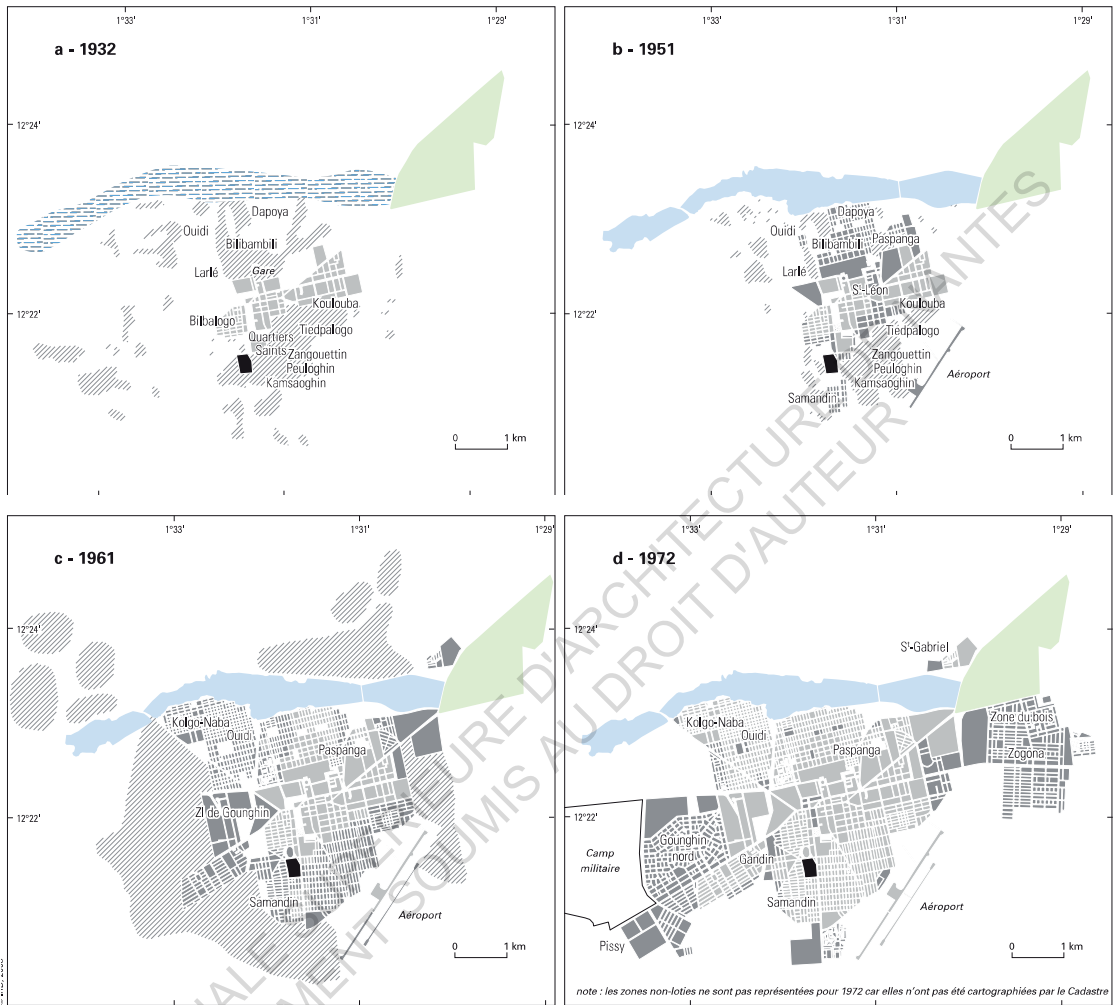 1°33'
1°31'
1°29'
a - 1932
12°24'
Dapoya
Ouidi
Bilibambili
Larlé
Gare
Koulouba
12°22'
Bilbalogo
Tiedpalogo
Quartiers
Saints
Zangouettin
Peuloghin
Kamsaoghin
0 1 km
1°33'
1°31'
1°29'
b - 1951
12°24'
Dapoya
Ouidi
Bilibambili
Paspanga
Larlé
St-Léon
Koulouba
12°22'
Tiedpalogo
Zangouettin
Peuloghin
Kamsaoghin
Aéroport
Samandin
0 1 km
1°33'
1°31'
1°29'
c - 1961
12°24'
Kolgo-Naba
Ouidi
Paspanga
ZI de Gounghin
12°22'
Samandin
Aéroport
0 1 km
1°33'
1°31'
1°29'
d - 1972
12°24'
St-Gabriel
Kolgo-Naba
Ouidi
Paspanga
Zone du bois
Zogona
12°22'
Camp
militaire
Gounghin
nord
Gandin
Samandin
Aéroport
Pissy
0 1 km
note : les zones non-loties ne sont pas représentées pour 1972 car elles n'ont pas été cartographiées par le Cadastre